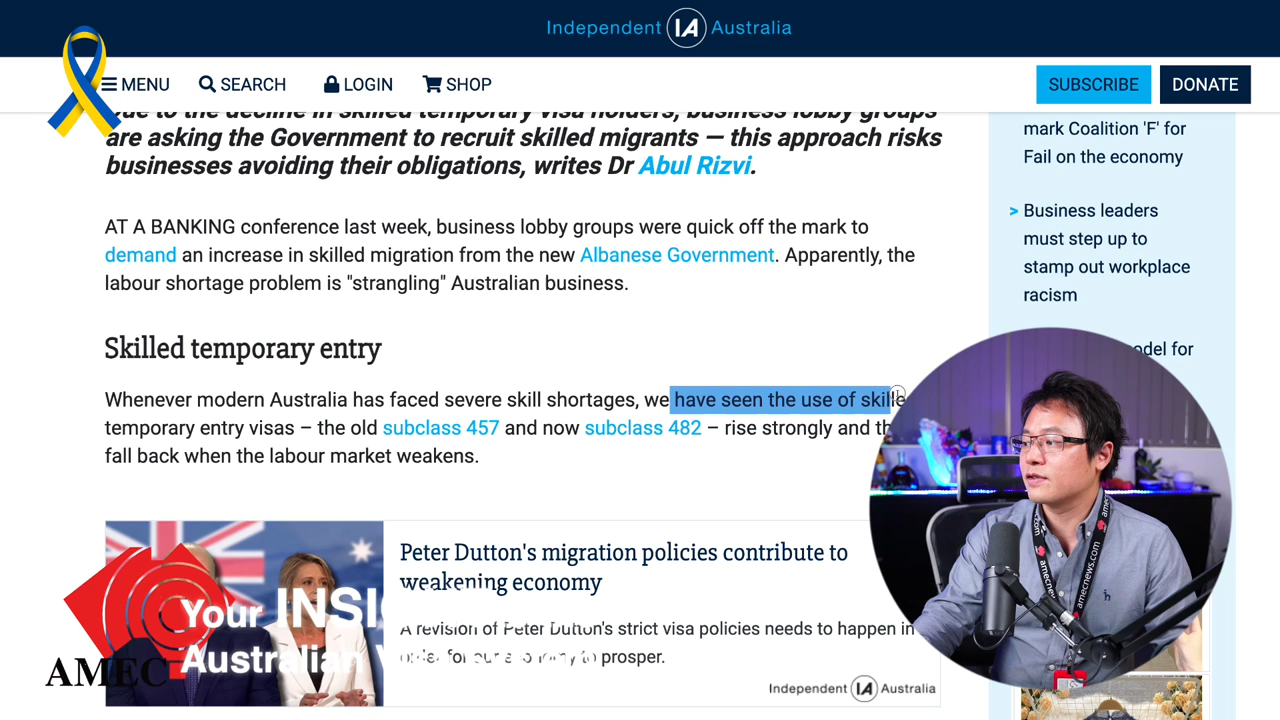 Independent IA Australia
MENU SEARCH LOGIN SHOP
SUBSCRIBE DONATE
due to the decline in skilled temporary visa holders, business lobby groups
are asking the Government to recruit skilled migrants — this approach risks
businesses avoiding their obligations, writes Dr Abul Rizvi.
AT A BANKING conference last week, business lobby groups were quick off the mark to
demand an increase in skilled migration from the new Albanese Government. Apparently, the
labour shortage problem is "strangling" Australian business.
Skilled temporary entry
Whenever modern Australia has faced severe skill shortages, we have seen the use of skille
temporary entry visas – the old subclass 457 and now subclass 482 – rise strongly and th
fall back when the labour market weakens.
Peter Dutton's migration policies contribute to
weakening economy
A revision of Peter Dutton's strict visa policies needs to happen in
for our economy to prosper.
Independent IA Australia
mark Coalition 'F' for
Fail on the economy
> Business leaders
must step up to
stamp out workplace
racism
odel for
Your INSI
Australian
AMEC
amecnews.com